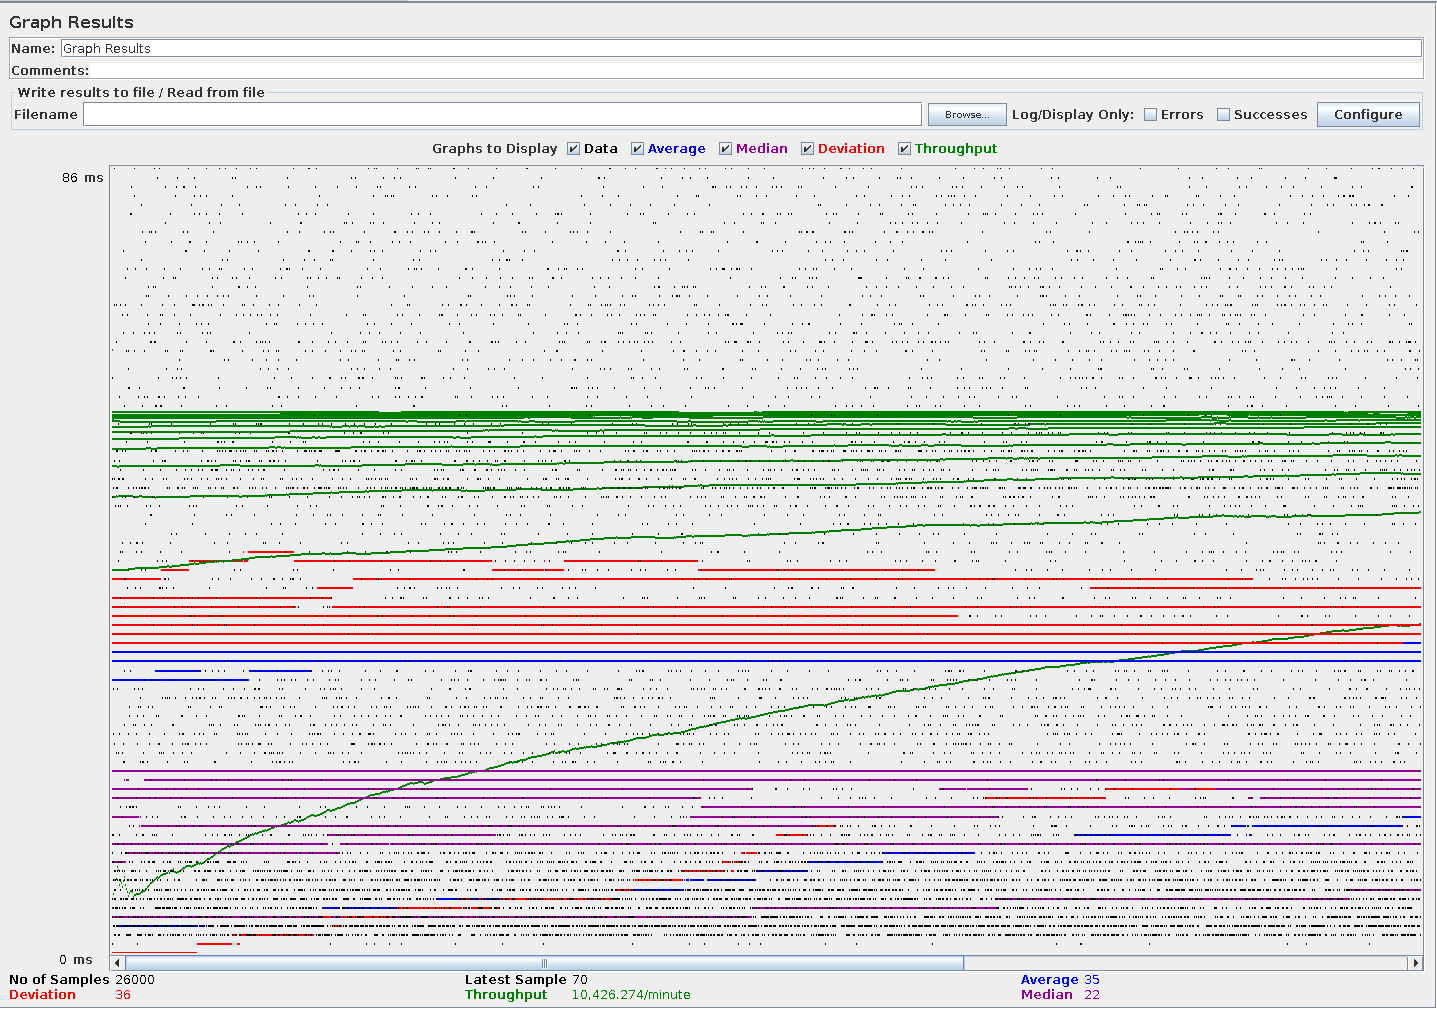 Graph Results
Name: Graph Results
Comments:
Write results to file / Read from file
Filename Browse... Log/Display Only: Errors Successes Configure
Graphs to Display Data Average Median Deviation Throughput
86 ms
0 ms
No of Samples 26000 Latest Sample 70 Average 35
Deviation 36 Throughput 10,426.274/minute Median 22